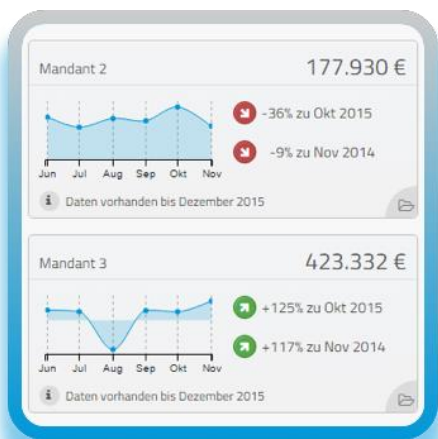 Mandant 2
177.930 €
-36% zu Okt 2015
-9% zu Nov 2014
Jun Jul Aug Sep Okt Nov
i Daten vorhanden bis Dezember 2015
Mandant 3
423.332 €
+125% zu Okt 2015
+117% zu Nov 2014
Jun Jul Aug Sep Okt Nov
i Daten vorhanden bis Dezember 2015